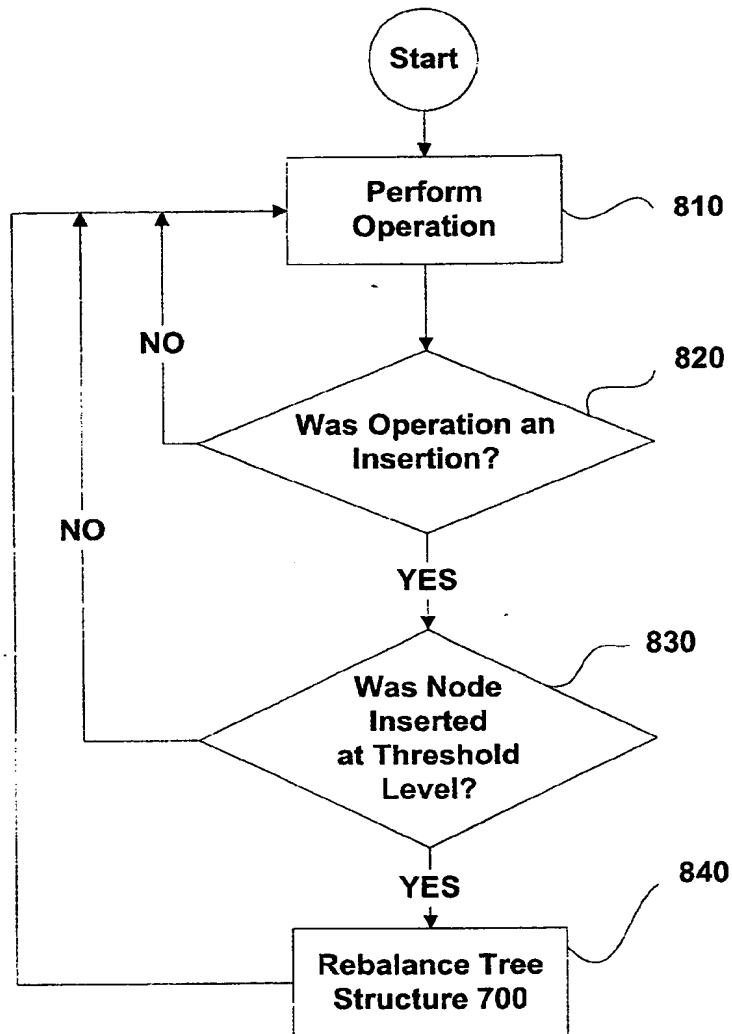 Start
Perform
Operation
810
NO
820
Was Operation an
Insertion?
NO
YES
830
Was Node
Inserted
at Threshold
Level?
YES
840
Rebalance Tree
Structure 700